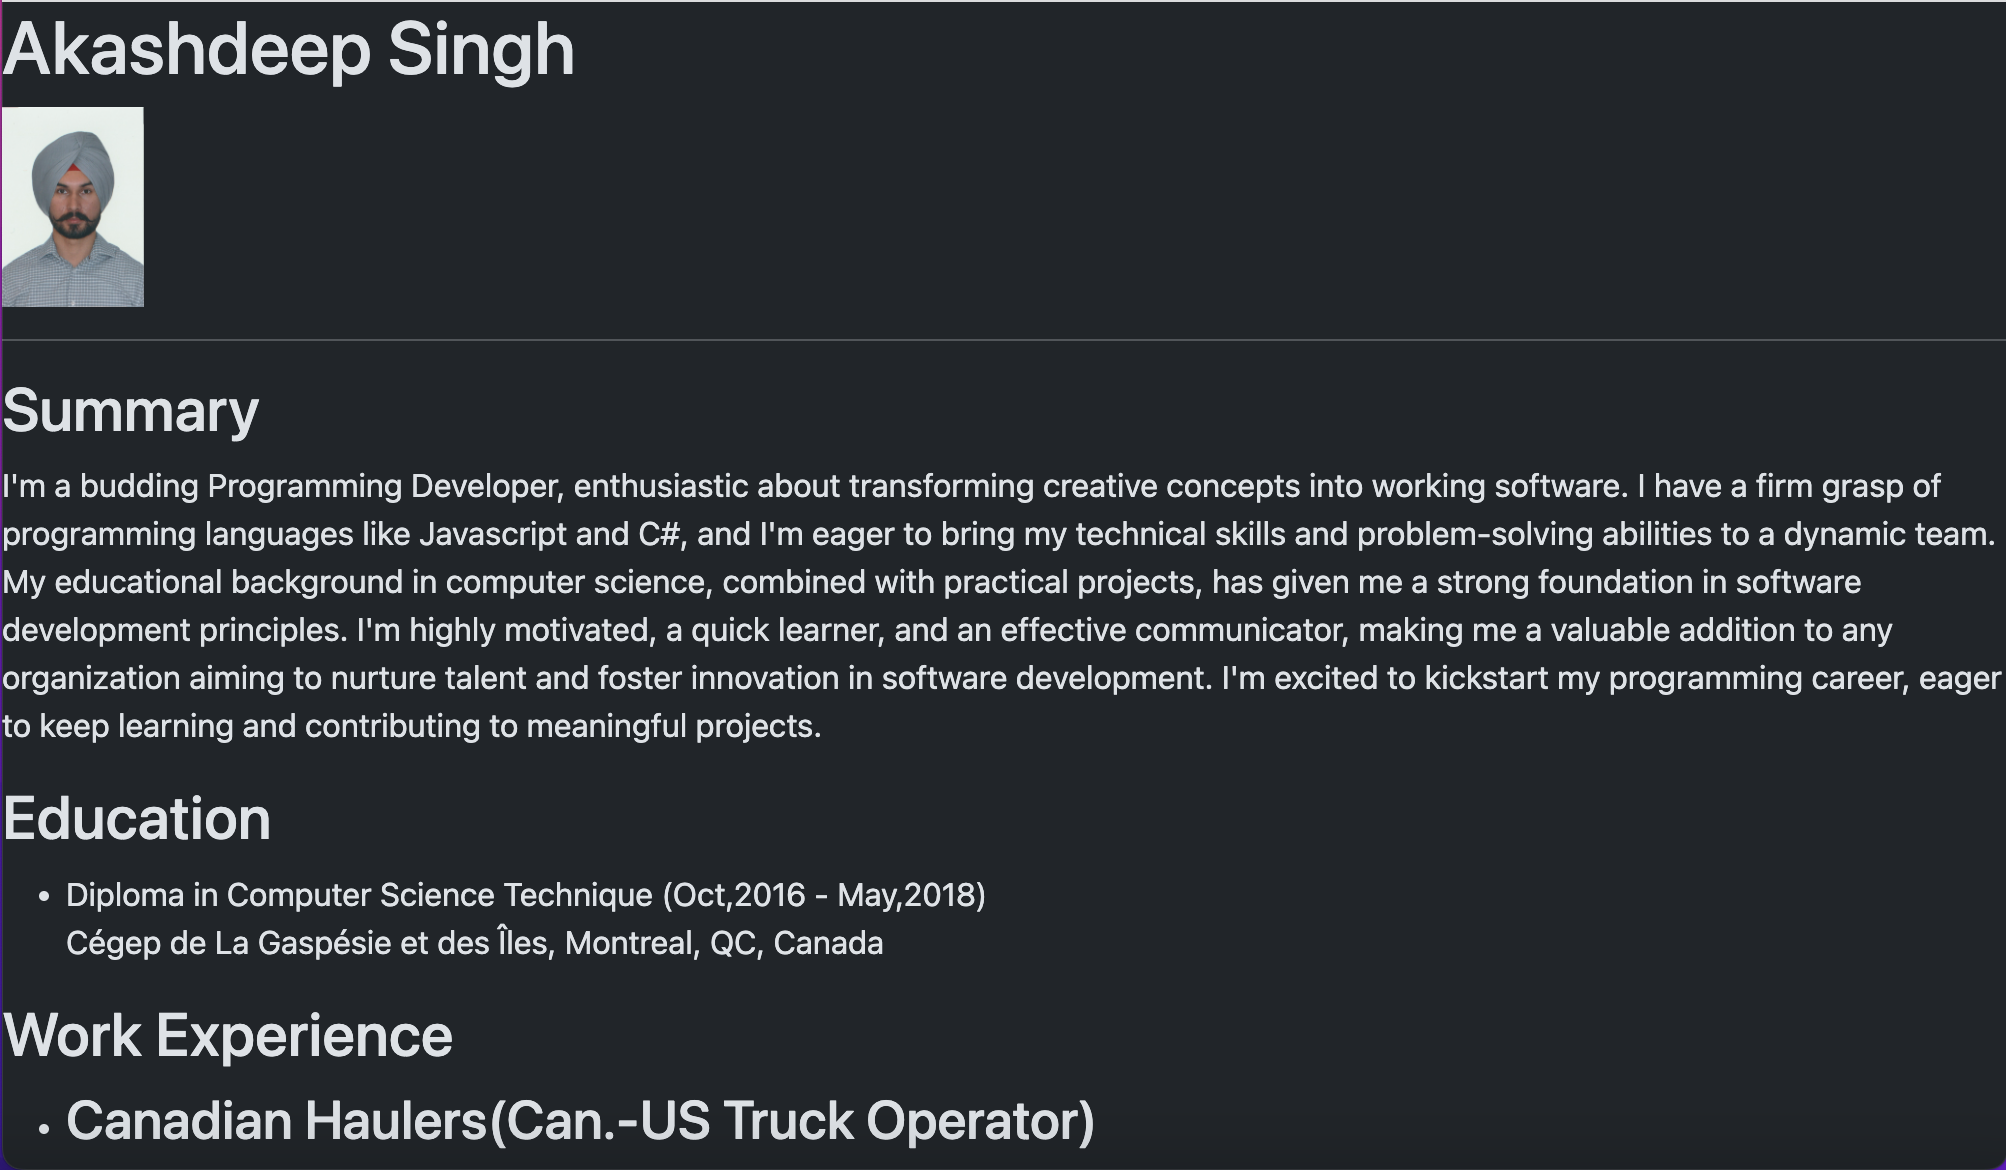 Akashdeep Singh
Summary
I'm a budding Programming Developer, enthusiastic about transforming creative concepts into working software. I have a firm grasp of
programming languages like Javascript and C#, and I'm eager to bring my technical skills and problem-solving abilities to a dynamic team.
My educational background in computer science, combined with practical projects, has given me a strong foundation in software
development principles. I'm highly motivated, a quick learner, and an effective communicator, making me a valuable addition to any
organization aiming to nurture talent and foster innovation in software development. I'm excited to kickstart my programming career, eager
to keep learning and contributing to meaningful projects.
Education
• Diploma in Computer Science Technique (Oct,2016 - May,2018)
Cégep de La Gaspésie et des Îles, Montreal, QC, Canada
Work Experience
• Canadian Haulers(Can.-US Truck Operator)